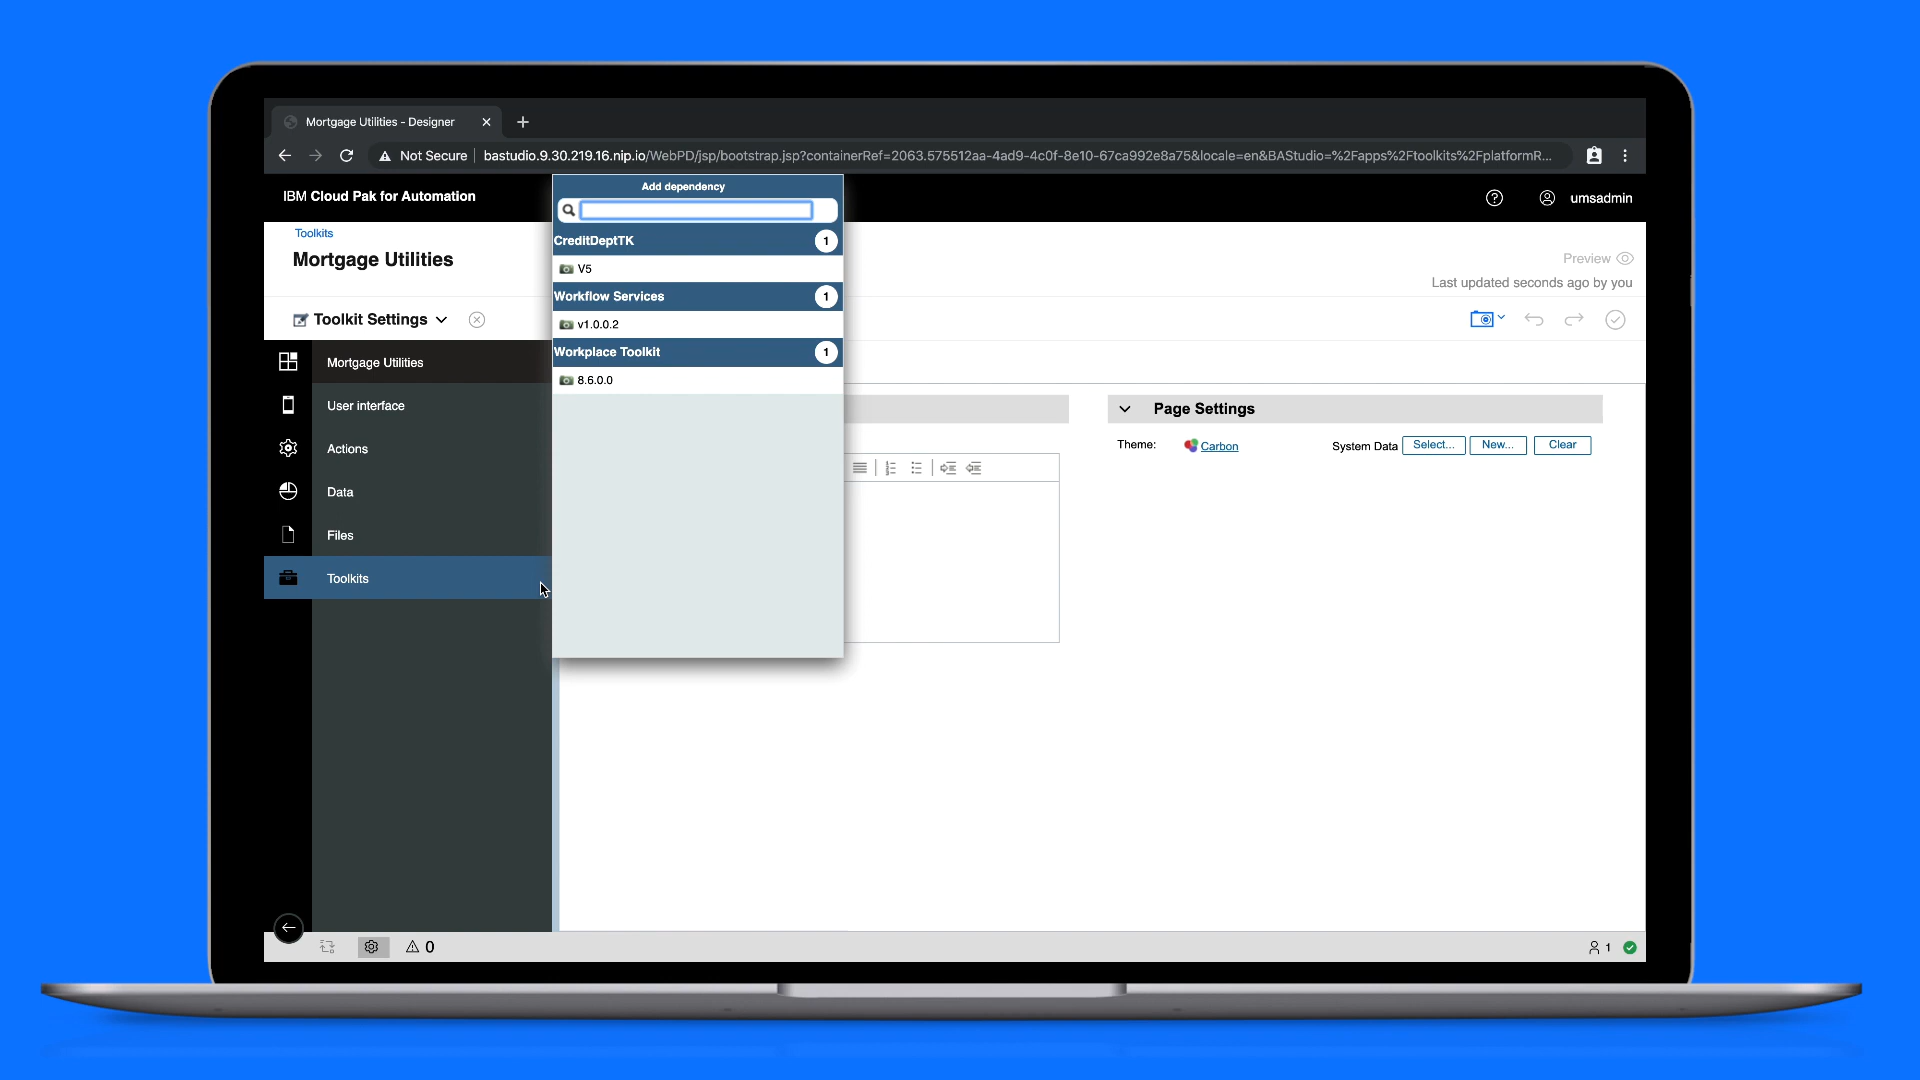 Mortgage Utilities - Designer
Not Secure
bastudio.9.30.219.16.nip.io/WebPD/jsp/bootstrap.jsp?containerRef=2063.575512aa-4ad9-4c0f-8e10-67ca992e8a75&locale=en&BAStudio=%2Fapps%2Ftoolkits%2FplatformR...
IBM Cloud Pak for Automation
umsadmin
Toolkits
Mortgage Utilities
Preview
Last updated seconds ago by you
Toolkit Settings
Mortgage Utilities
User interface
Actions
Data
Files
Toolkits
Add dependency
CreditDeptTK 1
V5
Workflow Services 1
v1.0.0.2
Workplace Toolkit 1
8.6.0.0
Page Settings
Theme: Carbon
System Data Select... New... Clear
0
1